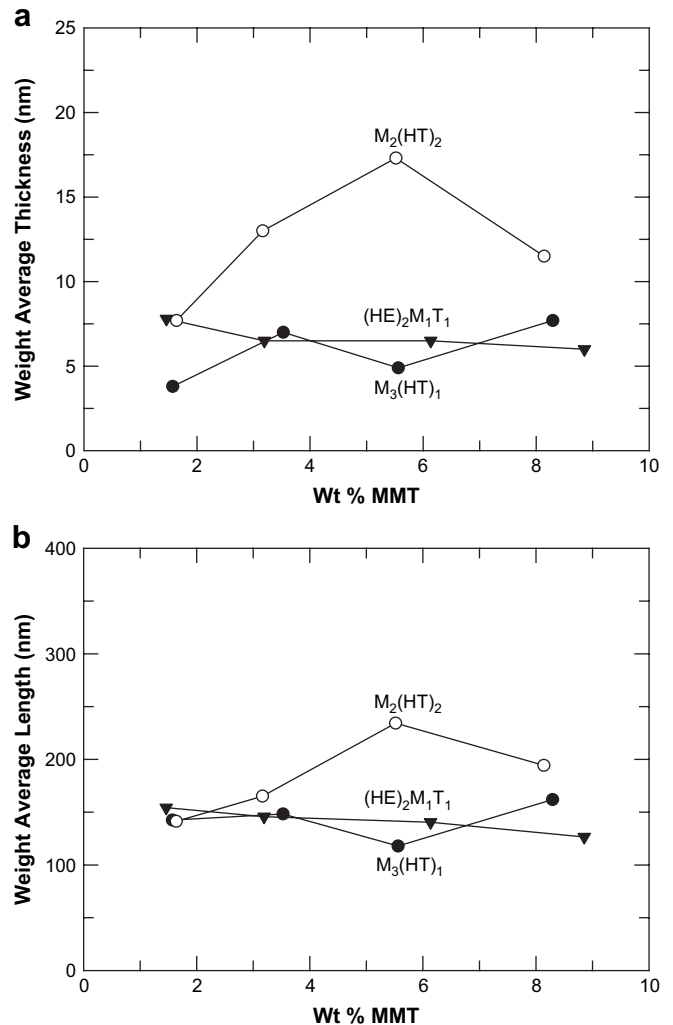 a
Weight Average Thickness (nm)
25
20
15
10
5
0
M₂(HT)₂
(HE)₂M₁T₁
M₃(HT)₁
0 2 4 6 8 10
Wt % MMT
b
Weight Average Length (nm)
400
300
200
100
0
M₂(HT)₂
(HE)₂M₁T₁
M₃(HT)₁
0 2 4 6 8 10
Wt % MMT